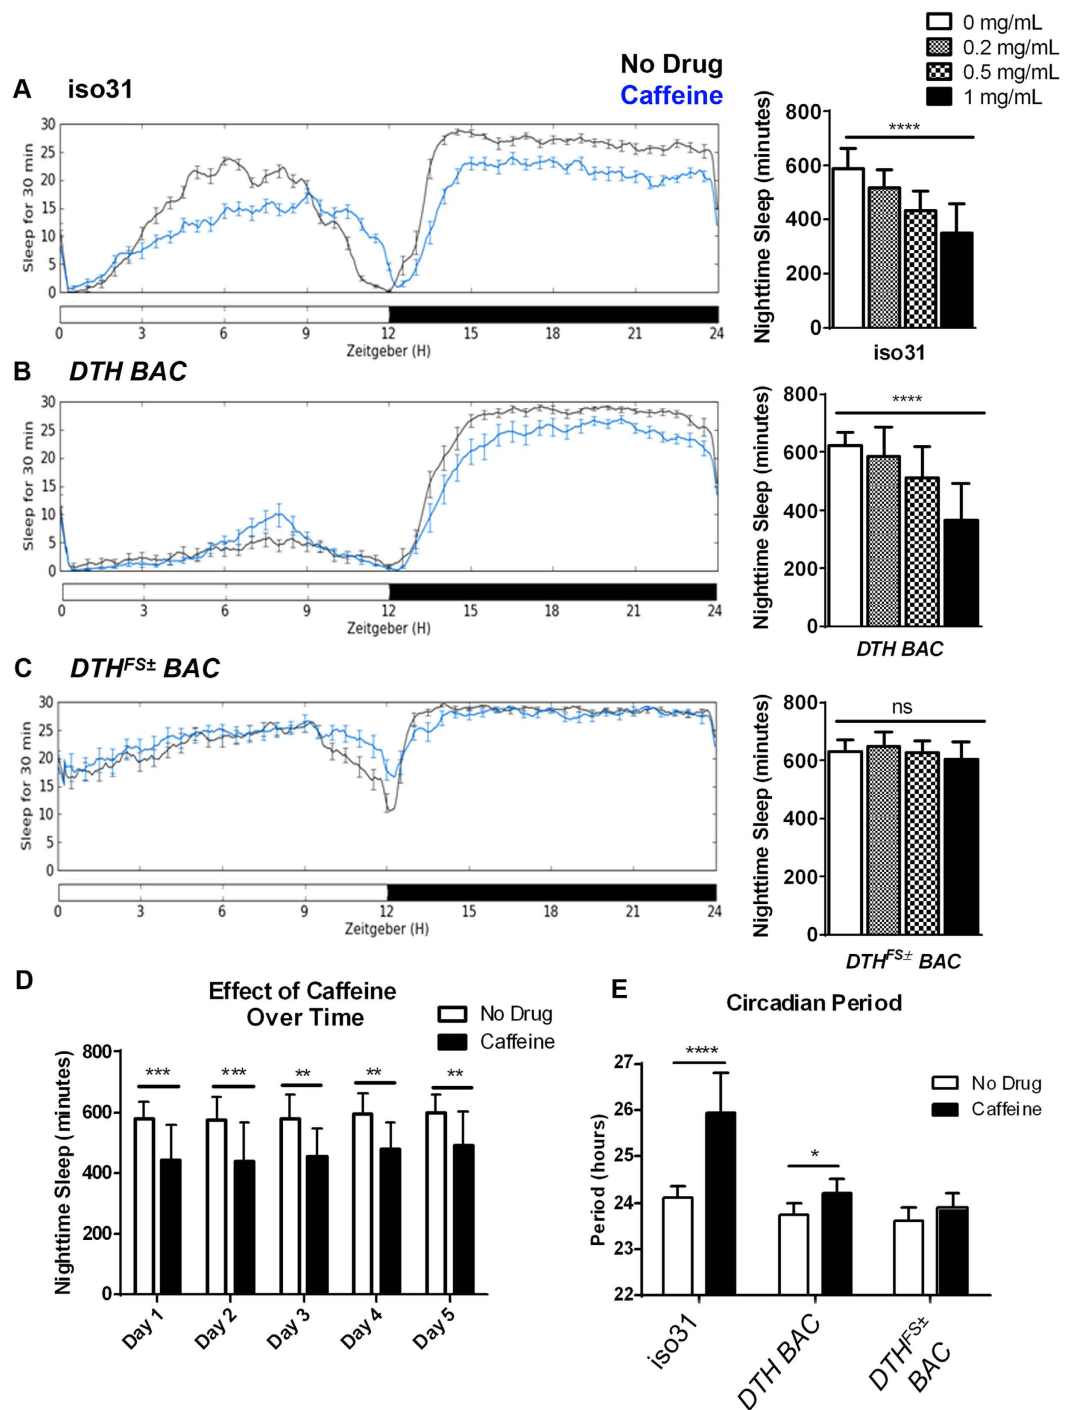 0 mg/mL
0.2 mg/mL
0.5 mg/mL
1 mg/mL
No Drug
Caffeine
A iso31
Sleep for 30 min
30
25
20
15
10
5
0
0 3 6 9 12 15 18 21 24
Zeitgeber (H)
Nighttime Sleep (minutes)
800
600
400
200
0
****
iso31
B DTH BAC
Sleep for 30 min
30
25
20
15
10
5
0
0 3 6 9 12 15 18 21 24
Zeitgeber (H)
Nighttime Sleep (minutes)
800
600
400
200
0
****
DTH BAC
C DTH^FS± BAC
Sleep for 30 min
30
25
20
15
10
5
0
0 3 6 9 12 15 18 21 24
Zeitgeber (H)
Nighttime Sleep (minutes)
800
600
400
200
0
ns
DTH^FS± BAC
D
Effect of Caffeine
Over Time
No Drug
Caffeine
Nighttime Sleep (minutes)
800
600
400
200
0
*** *** ** ** **
Day 1 Day 2 Day 3 Day 4 Day 5
E
Circadian Period
No Drug
Caffeine
Period (hours)
27
26
25
24
23
22
****
*
iso31
DTH BAC
DTH^FS±
BAC